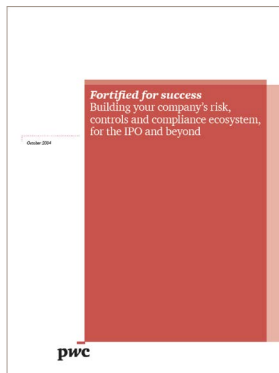 Fortified for success
Building your company's risk,
controls and compliance ecosystem,
for the IPO and beyond
October 2014
pwc